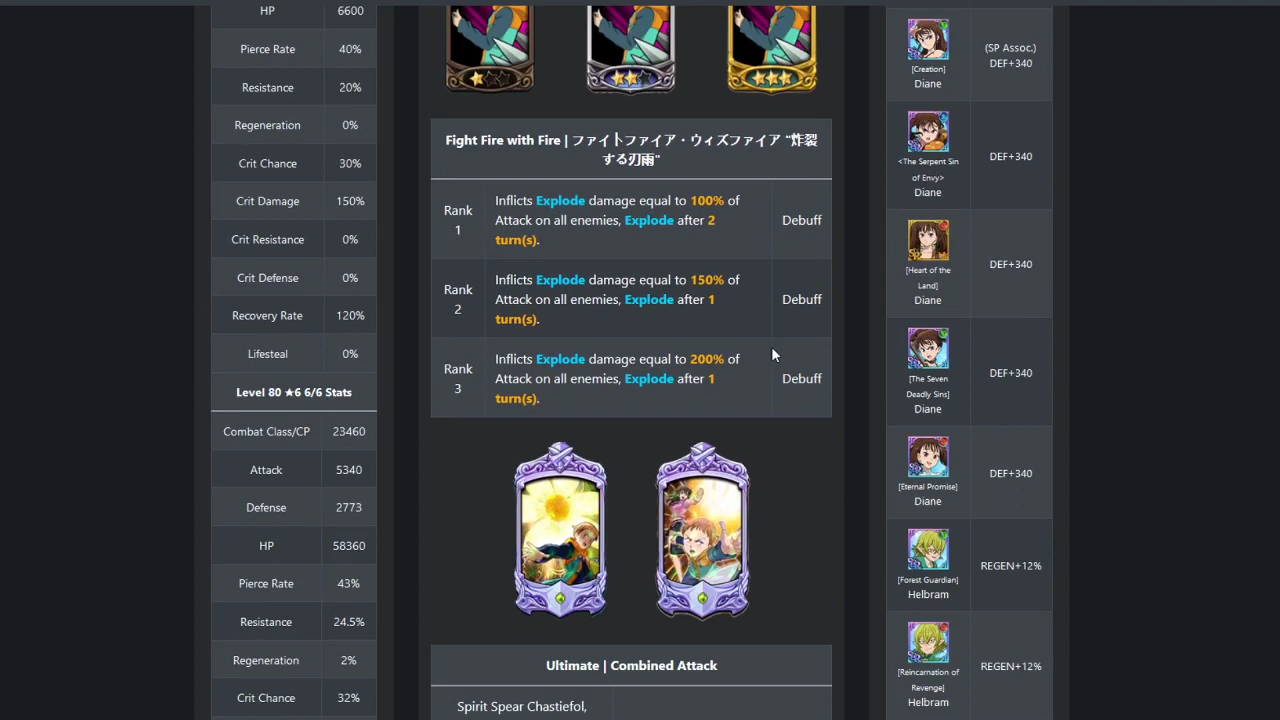 HP 6600
Pierce Rate 40%
Resistance 20%
Regeneration 0%
Crit Chance 30%
Crit Damage 150%
Crit Resistance 0%
Crit Defense 0%
Recovery Rate 120%
Lifesteal 0%
Level 80 ★6 6/6 Stats
Combat Class/CP 23460
Attack 5340
Defense 2773
HP 58360
Pierce Rate 43%
Resistance 24.5%
Regeneration 2%
Crit Chance 32%
Fight Fire with Fire | ファイトファイア・ウィズファイア “炸裂
する刃雨"
Rank
1
Inflicts Explode damage equal to 100% of
Attack on all enemies, Explode after 2
turn(s).
Debuff
Rank
2
Inflicts Explode damage equal to 150% of
Attack on all enemies, Explode after 1
turn(s).
Debuff
Rank
3
Inflicts Explode damage equal to 200% of
Attack on all enemies, Explode after 1
turn(s).
Debuff
Ultimate | Combined Attack
Spirit Spear Chastiefol,
[Creation]
Diane
(SP Assoc.)
DEF+340
<The Serpent Sin
of Envy>
Diane
DEF+340
[Heart of the
Land]
Diane
DEF+340
[The Seven
Deadly Sins]
Diane
DEF+340
[Eternal Promise]
Diane
DEF+340
[Forest Guardian]
Helbram
REGEN+12%
[Reincarnation of
Revenge]
Helbram
REGEN+12%